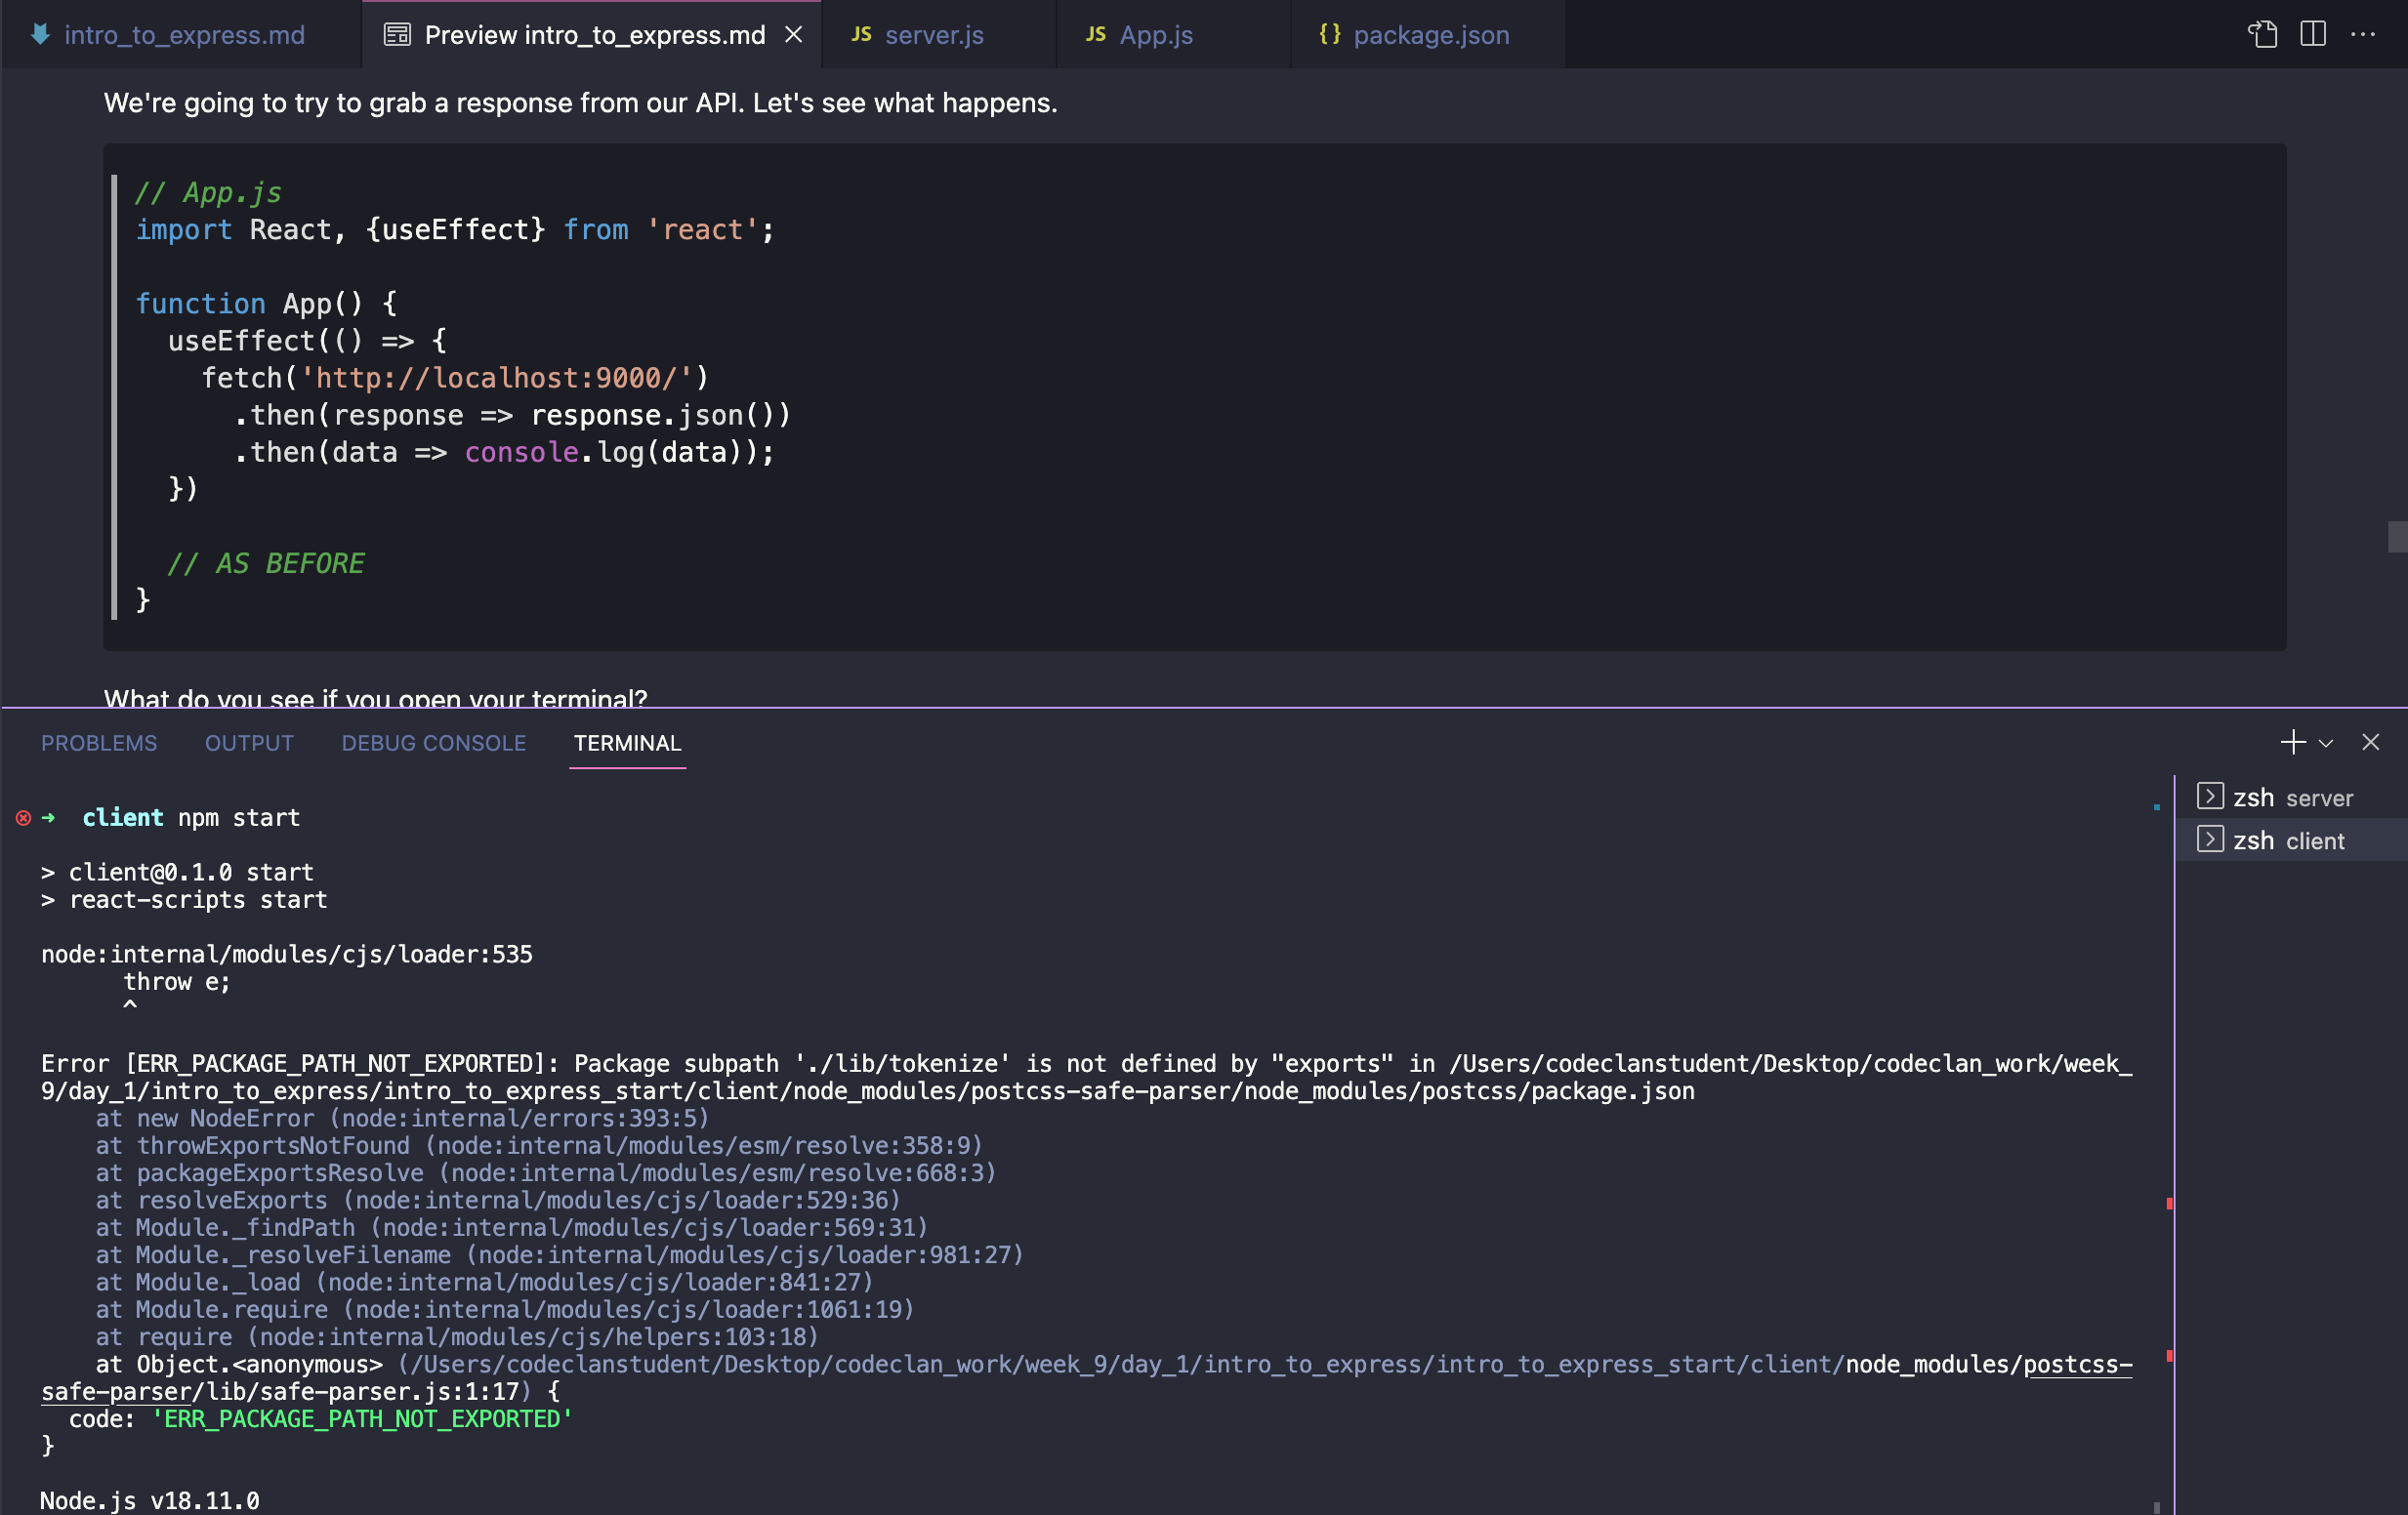 intro_to_express.md
Preview intro_to_express.md
JS server.js
JS App.js
{} package.json
We're going to try to grab a response from our API. Let's see what happens.
// App.js
import React, {useEffect} from 'react';
function App() {
useEffect(() => {
fetch('http://localhost:9000/')
.then(response => response.json())
.then(data => console.log(data));
})
// AS BEFORE
}
What do you see if you open your terminal?
PROBLEMS OUTPUT DEBUG CONSOLE TERMINAL
zsh server
zsh client
client npm start
> client@0.1.0 start
> react-scripts start
node:internal/modules/cjs/loader:535
throw e;
^
Error [ERR_PACKAGE_PATH_NOT_EXPORTED]: Package subpath './lib/tokenize' is not defined by "exports" in /Users/codeclanstudent/Desktop/codeclan_work/week_
9/day_1/intro_to_express/intro_to_express_start/client/node_modules/postcss-safe-parser/node_modules/postcss/package.json
at new NodeError (node:internal/errors:393:5)
at throwExportsNotFound (node:internal/modules/esm/resolve:358:9)
at packageExportsResolve (node:internal/modules/esm/resolve:668:3)
at resolveExports (node:internal/modules/cjs/loader:529:36)
at Module._findPath (node:internal/modules/cjs/loader:569:31)
at Module._resolveFilename (node:internal/modules/cjs/loader:981:27)
at Module._load (node:internal/modules/cjs/loader:841:27)
at Module.require (node:internal/modules/cjs/loader:1061:19)
at require (node:internal/modules/cjs/helpers:103:18)
at Object.<anonymous> (/Users/codeclanstudent/Desktop/codeclan_work/week_9/day_1/intro_to_express/intro_to_express_start/client/node_modules/postcss-
safe-parser/lib/safe-parser.js:1:17) {
code: 'ERR_PACKAGE_PATH_NOT_EXPORTED'
}
Node.js v18.11.0